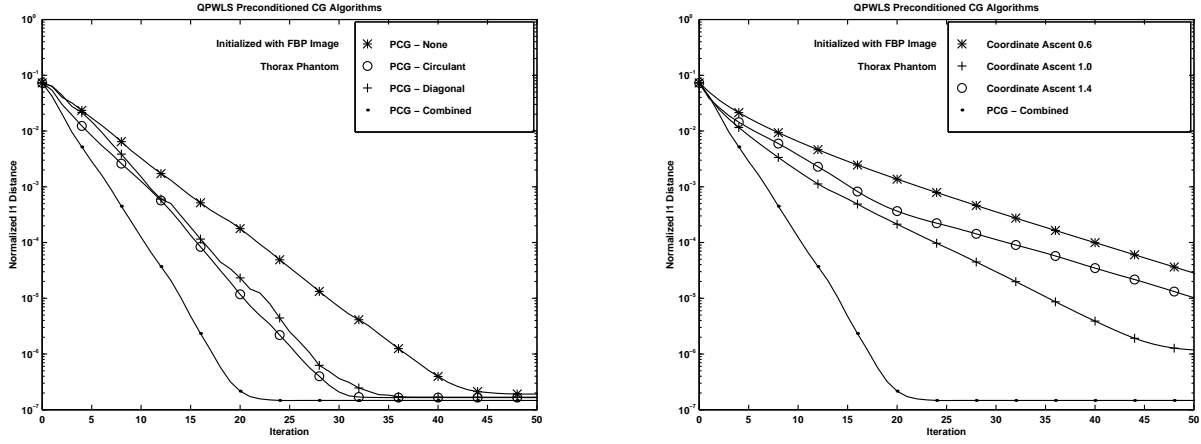 QPWLS Preconditioned CG Algorithms
Initialized with FBP Image
Thorax Phantom
PCG – None
PCG – Circulant
PCG – Diagonal
PCG – Combined
10^0
10^-1
10^-2
10^-3
10^-4
10^-5
10^-6
10^-7
Normalized l1 Distance
0 5 10 15 20 25 30 35 40 45 50
Iteration
QPWLS Preconditioned CG Algorithms
Initialized with FBP Image
Thorax Phantom
Coordinate Ascent 0.6
Coordinate Ascent 1.0
Coordinate Ascent 1.4
PCG – Combined
10^0
10^-1
10^-2
10^-3
10^-4
10^-5
10^-6
10^-7
Normalized l1 Distance
0 5 10 15 20 25 30 35 40 45 50
Iteration